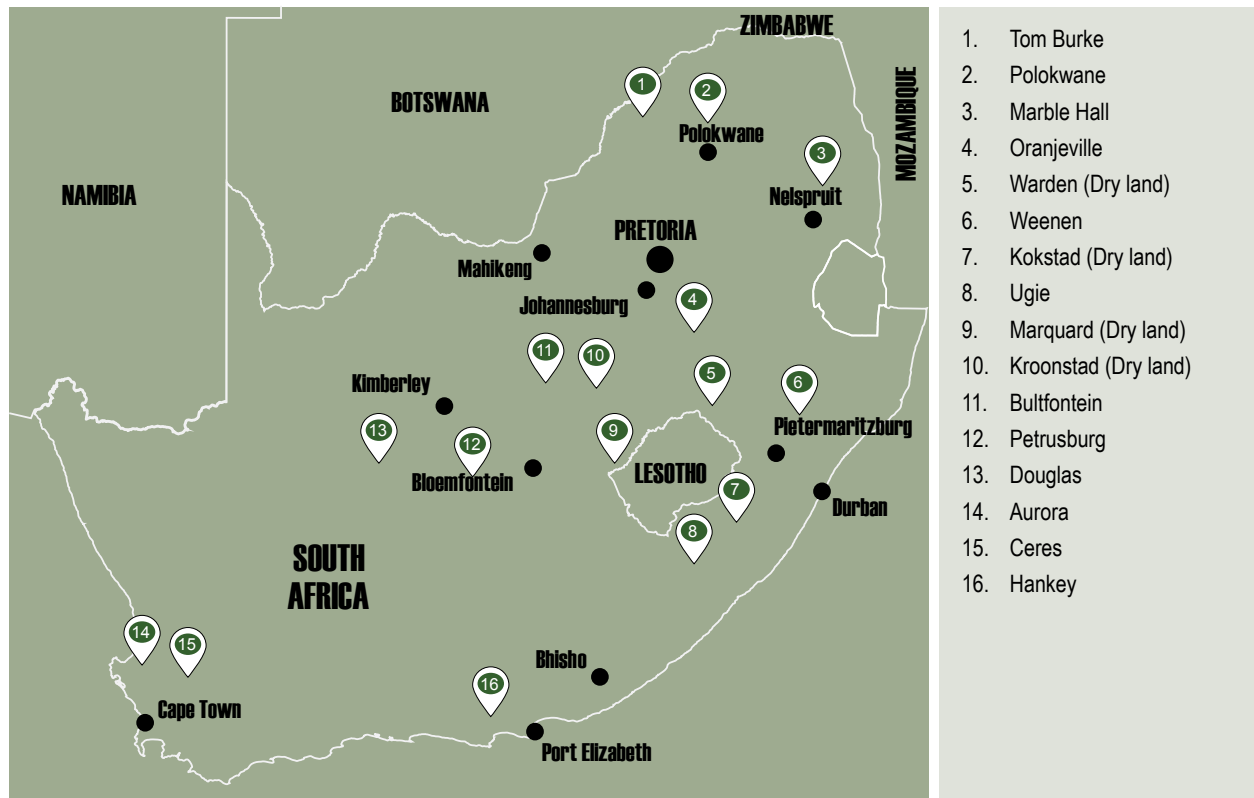 ZIMBABWE
BOTSWANA
MOZAMBIQUE
NAMIBIA
1
2
Polokwane
3
Nelspruit
PRETORIA
Mahikeng
Johannesburg
4
11
10
Kimberley
5
6
13
12
9
Pietermaritzburg
Bloemfontein
LESOTHO
7
Durban
8
SOUTH
AFRICA
14
15
Bhisho
16
Cape Town
Port Elizabeth
1. Tom Burke
2. Polokwane
3. Marble Hall
4. Oranjeville
5. Warden (Dry land)
6. Weenen
7. Kokstad (Dry land)
8. Ugie
9. Marquard (Dry land)
10. Kroonstad (Dry land)
11. Bultfontein
12. Petrusburg
13. Douglas
14. Aurora
15. Ceres
16. Hankey